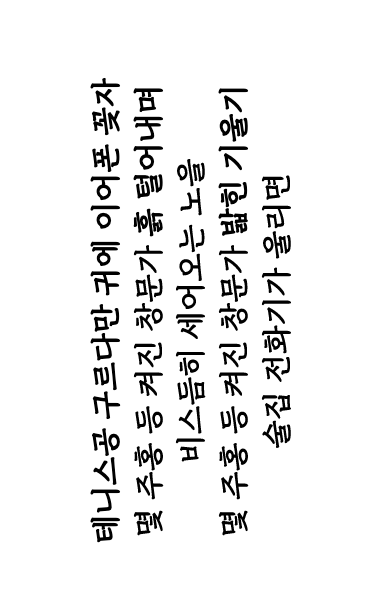 테니스공 구르다만 귀에 이어폰 꽂자
몇 주홍 등 켜진 창문가 흙 털어내며
비스듬히 세어오는 노을
몇 주홍 등 켜진 창문가 밟힌 기울기
술집 전화기가 울리면